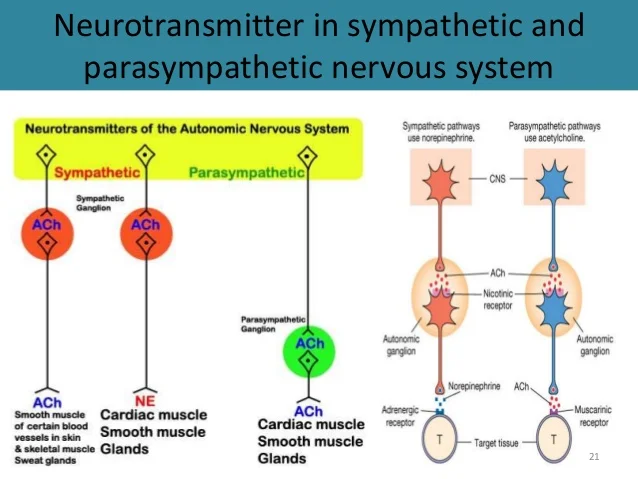 Neurotransmitter in sympathetic and
parasympathetic nervous system
Neurotransmitters of the Autonomic Nervous System
Sympathetic
Parasympathetic
Sympathetic
Ganglion
ACh
ACh
Parasympathetic
Ganglion
ACh
ACh
Smooth muscle
of certain blood
vessels in skin
& skeletal muscle
Sweat glands
NE
Cardiac muscle
Smooth muscle
Glands
ACh
Cardiac muscle
Smooth muscle
Glands
Sympathetic pathways
use norepinephrine.
Parasympathetic pathways
use acetylcholine.
CNS
ACh
Nicotinic
receptor
Autonomic
ganglion
Autonomic
ganglion
Norepinephrine
ACh
Adrenergic
receptor
Muscarinic
receptor
T
Target tissue
T
21